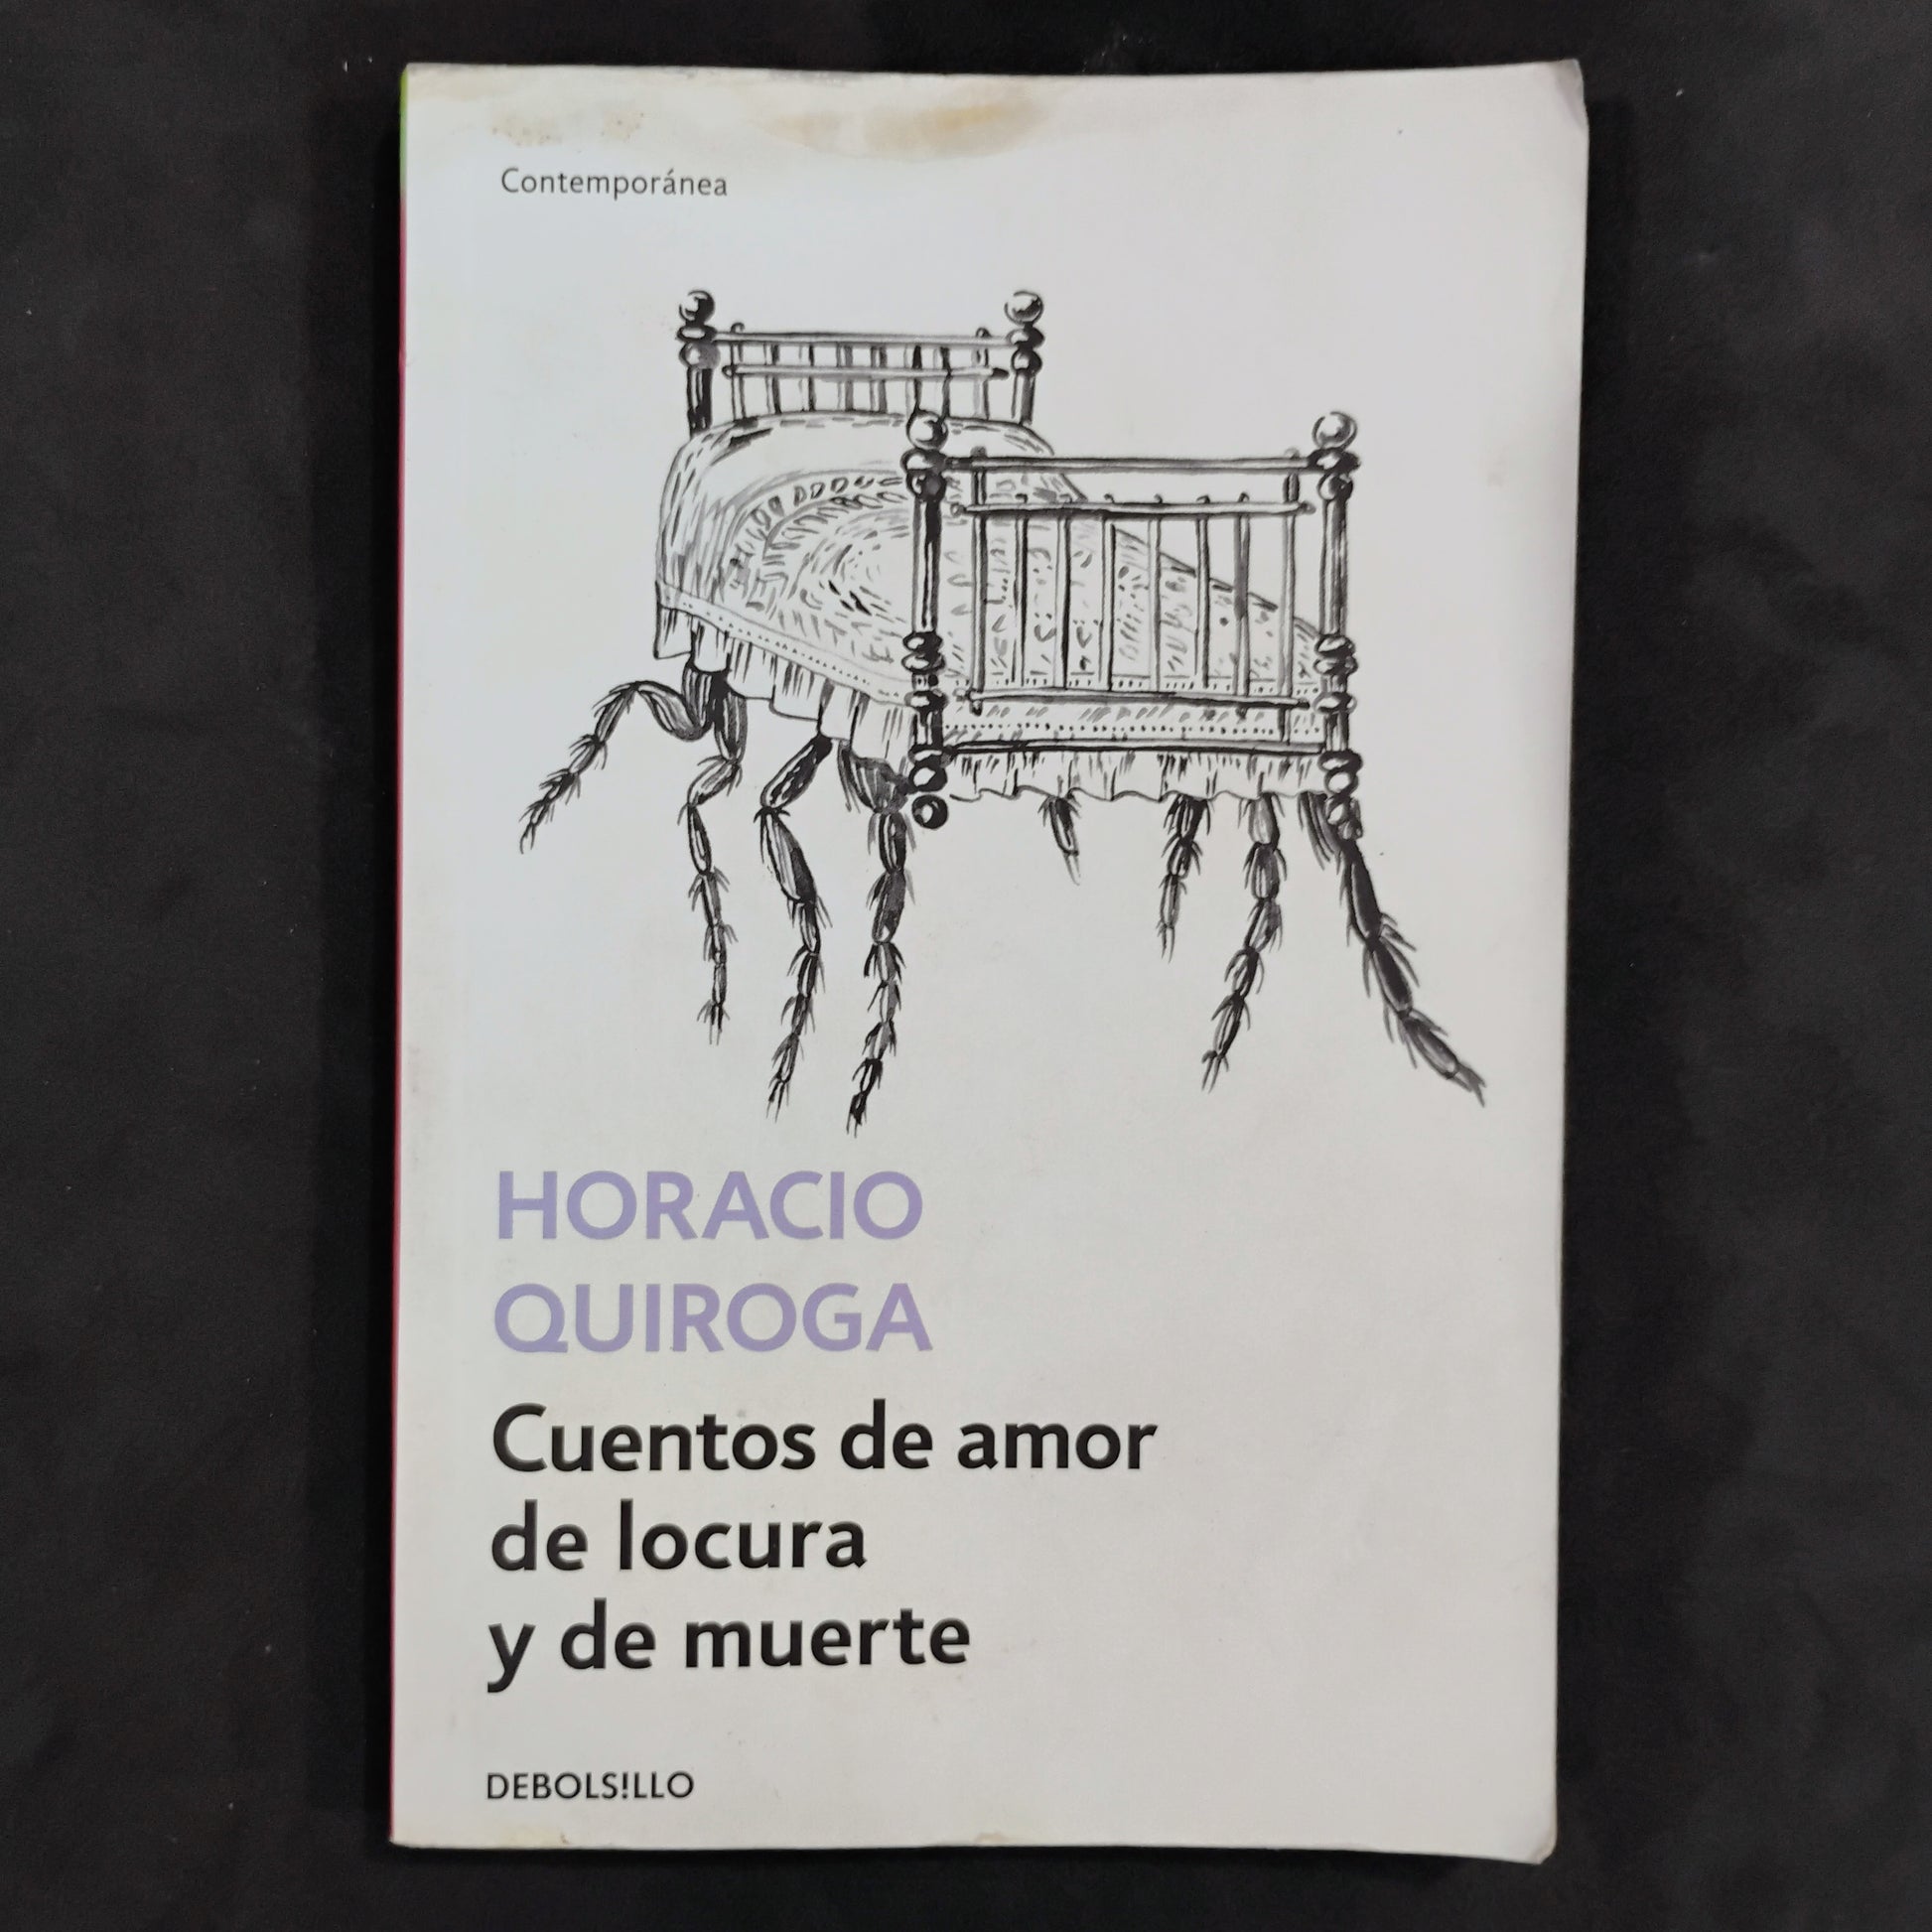 Contemporánea
HORACIO
QUIROGA
Cuentos de amor
de locura
y de muerte
DEBOLS!LLO